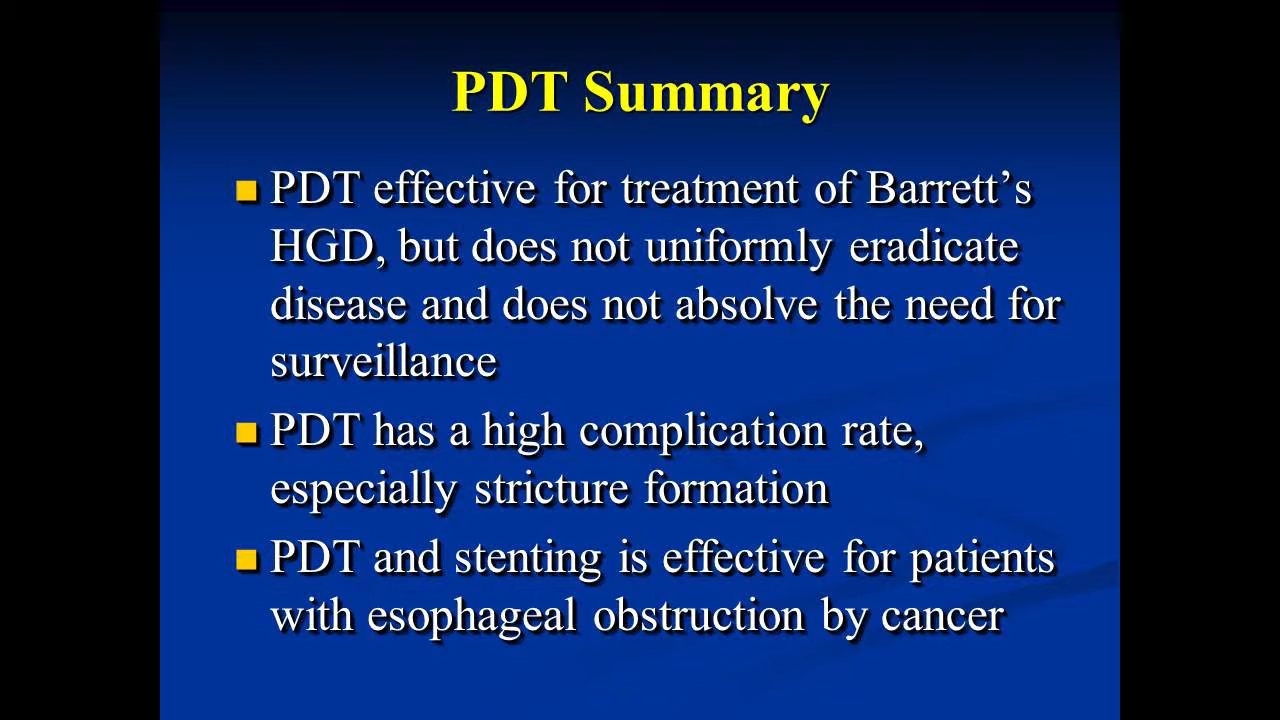 PDT Summary
PDT effective for treatment of Barrett’s
HGD, but does not uniformly eradicate
disease and does not absolve the need for
surveillance
PDT has a high complication rate,
especially stricture formation
PDT and stenting is effective for patients
with esophageal obstruction by cancer